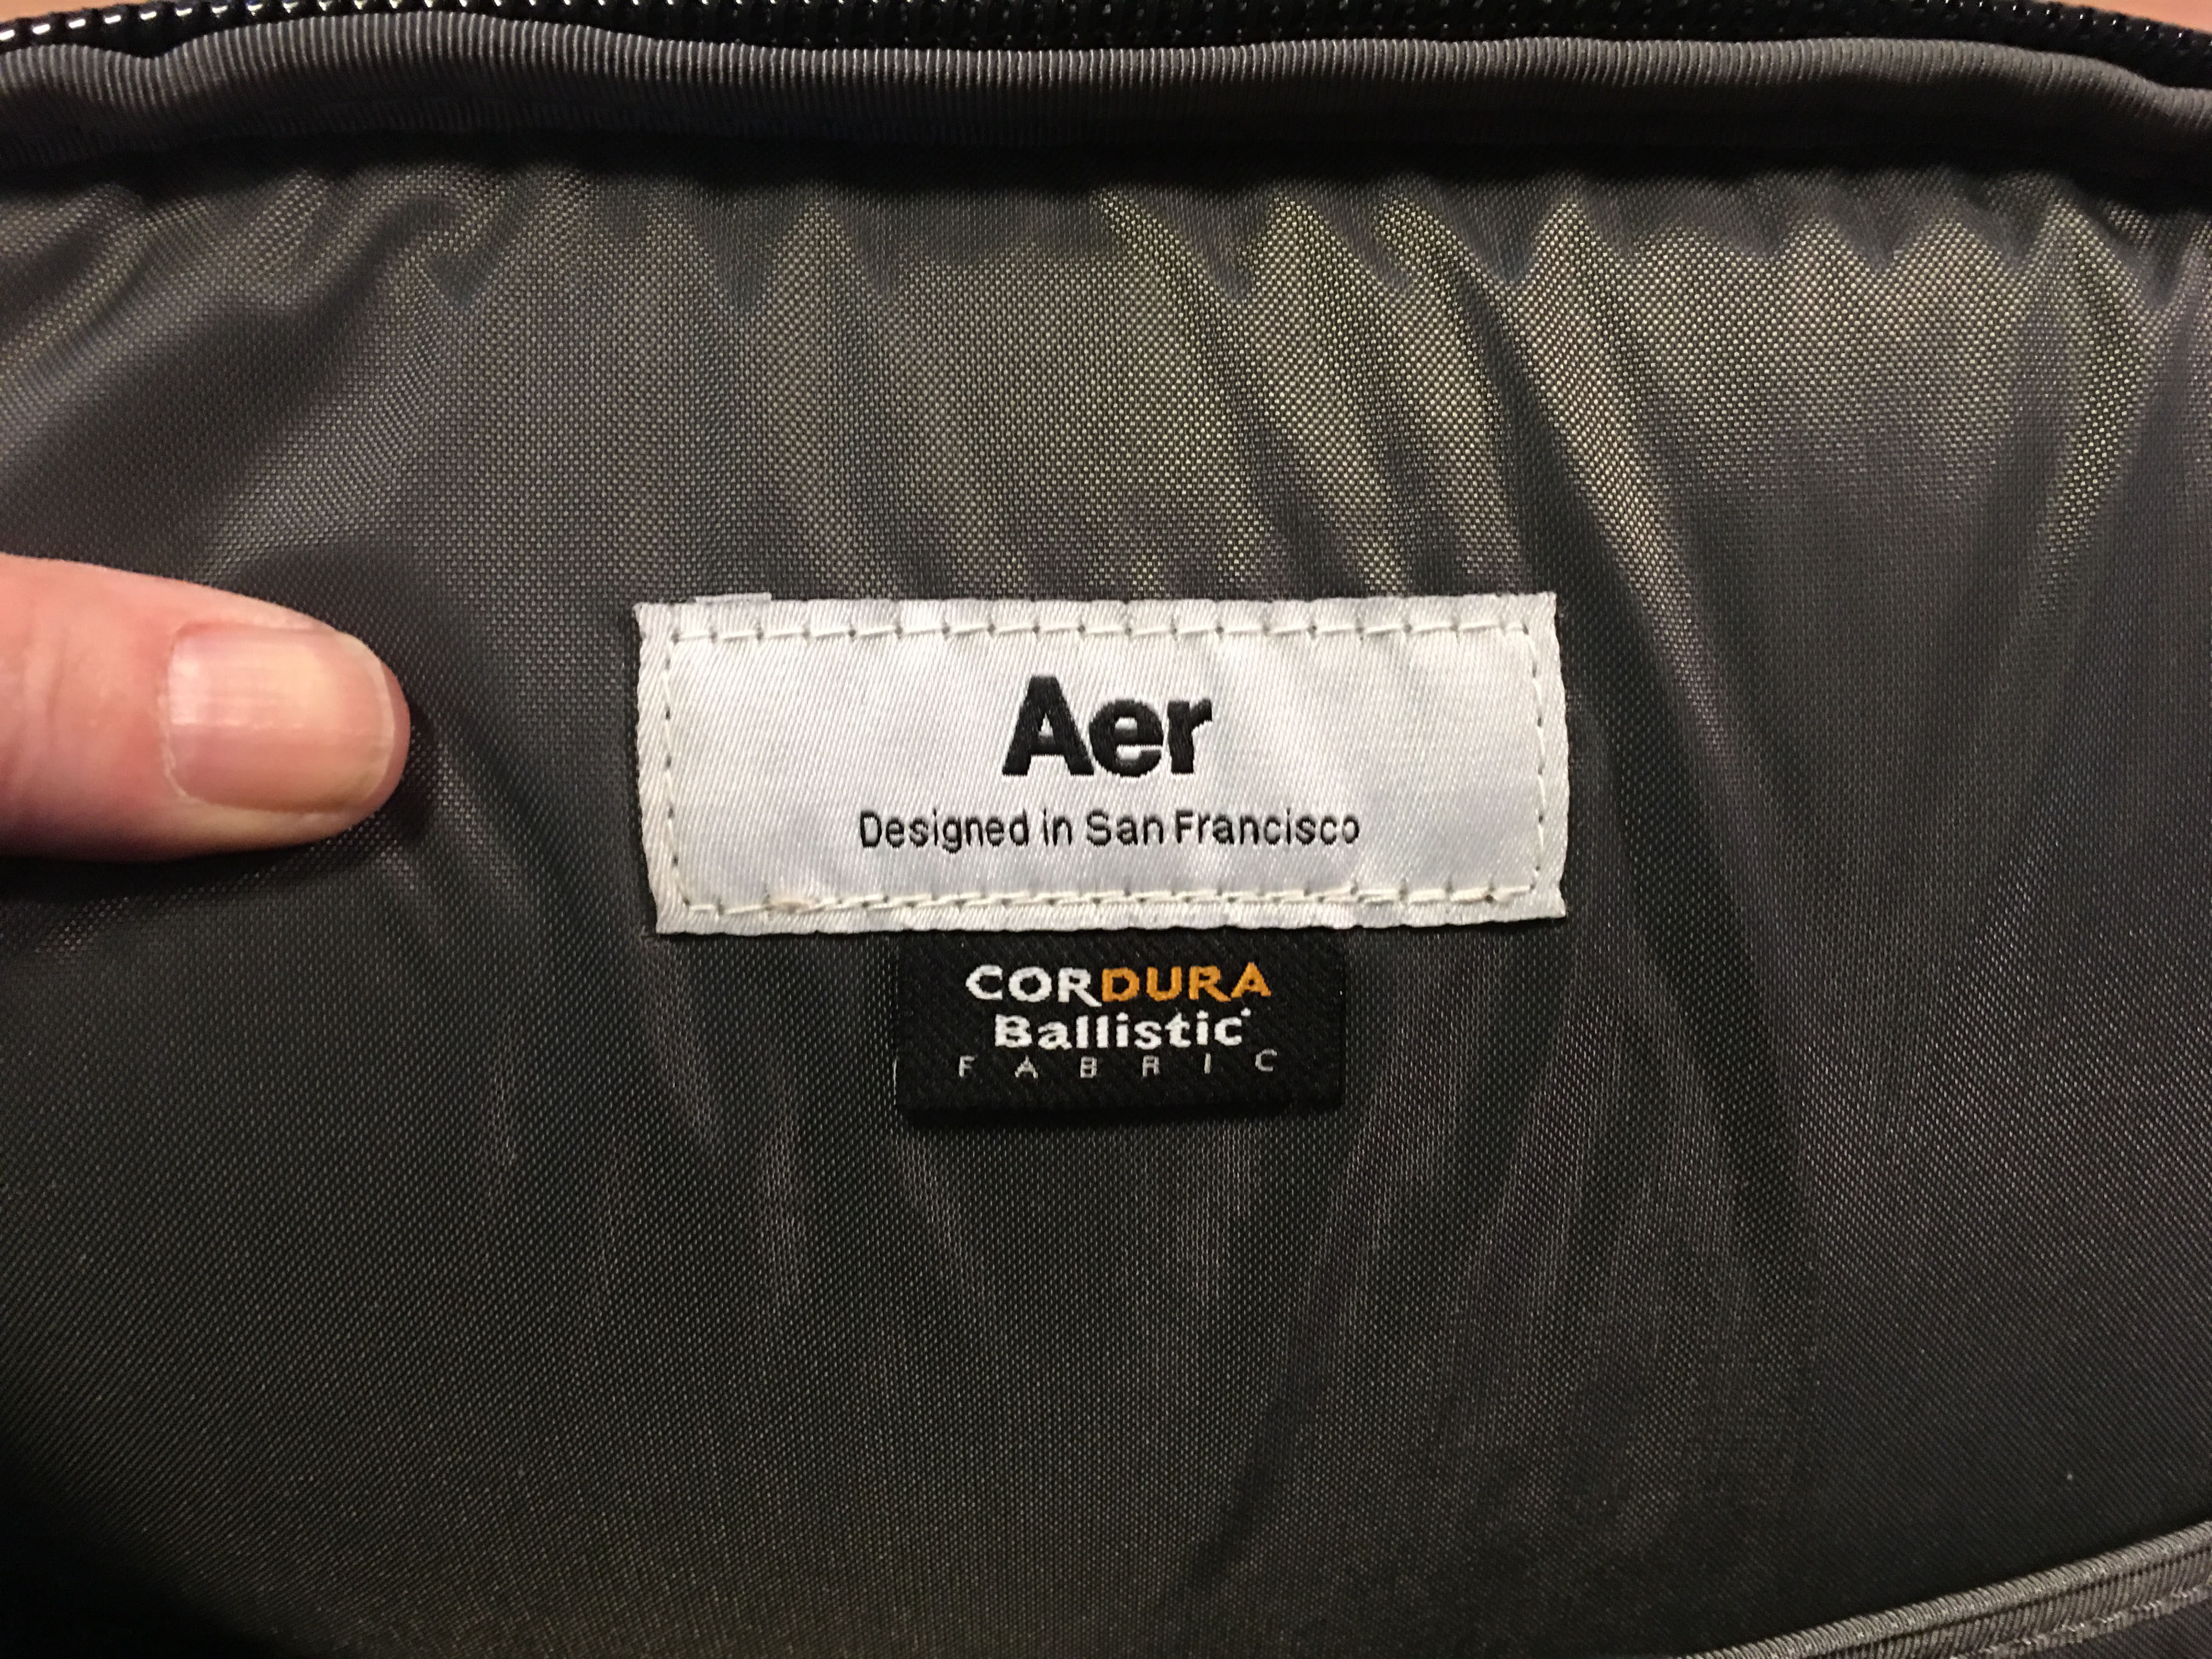 Aer
Designed in San Francisco
CORDURA
Ballistic
FABRIC